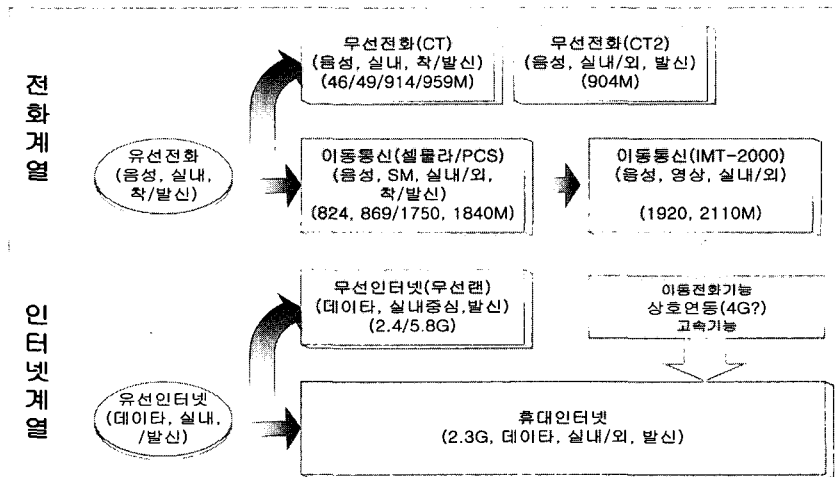 전화계열
무선전화(CT)
(음성, 실내, 착/발신)
(46/49/914/959M)
무선전화(CT2)
(음성, 실내/외, 발신)
(904M)
유선전화
(음성, 실내,
착/발신)
이동통신(셀룰라/PCS)
(음성, SM, 실내/외,
착/발신)
(824, 869/1750, 1840M)
이동통신(IMT-2000)
(음성, 영상, 실내/외)
(1920, 2110M)
인터넷계열
무선인터넷(무선랜)
(데이타, 실내중심,발신)
(2.4/5.8G)
이동전화기능
상호연동(4G?)
고속기능
유선인터넷
(데이타, 실내,
/발신)
휴대인터넷
(2.3G, 데이타, 실내/외, 발신)